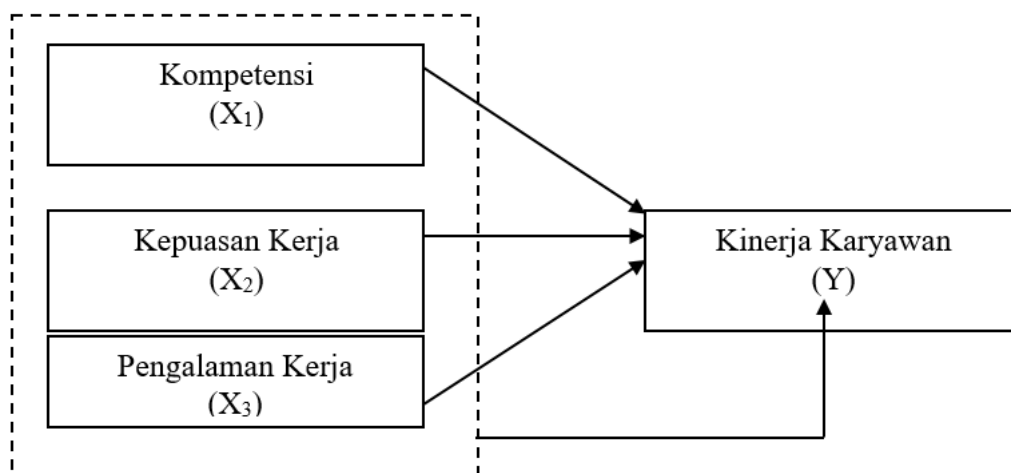 Kompetensi
(X₁)
Kepuasan Kerja
(X₂)
Pengalaman Kerja
(X₃)
Kinerja Karyawan
(Y)